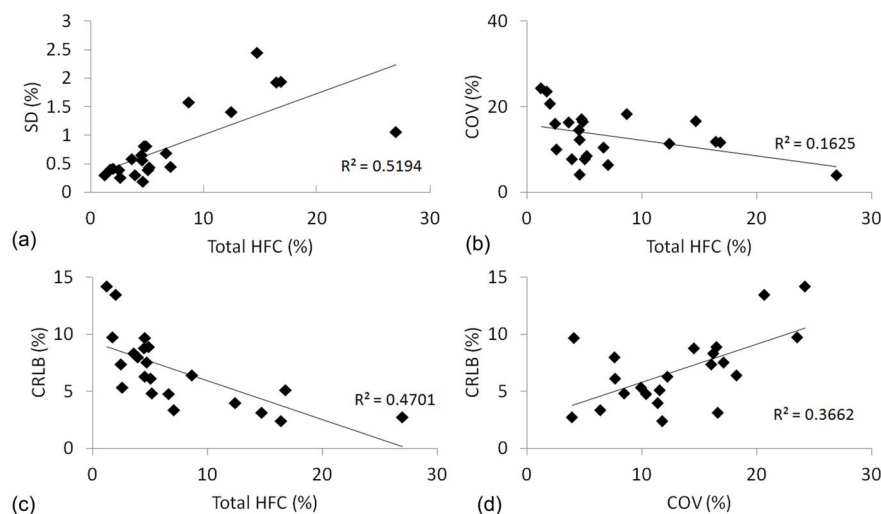 3
2.5
2
1.5
1
0.5
0
SD (%)
R² = 0.5194
0 10 20 30
(a) Total HFC (%)
40
20
0
COV (%)
R² = 0.1625
0 10 20 30
(b) Total HFC (%)
15
10
5
0
CRLB (%)
R² = 0.4701
0 10 20 30
(c) Total HFC (%)
15
10
5
0
CRLB (%)
R² = 0.3662
0 10 20 30
(d) COV (%)